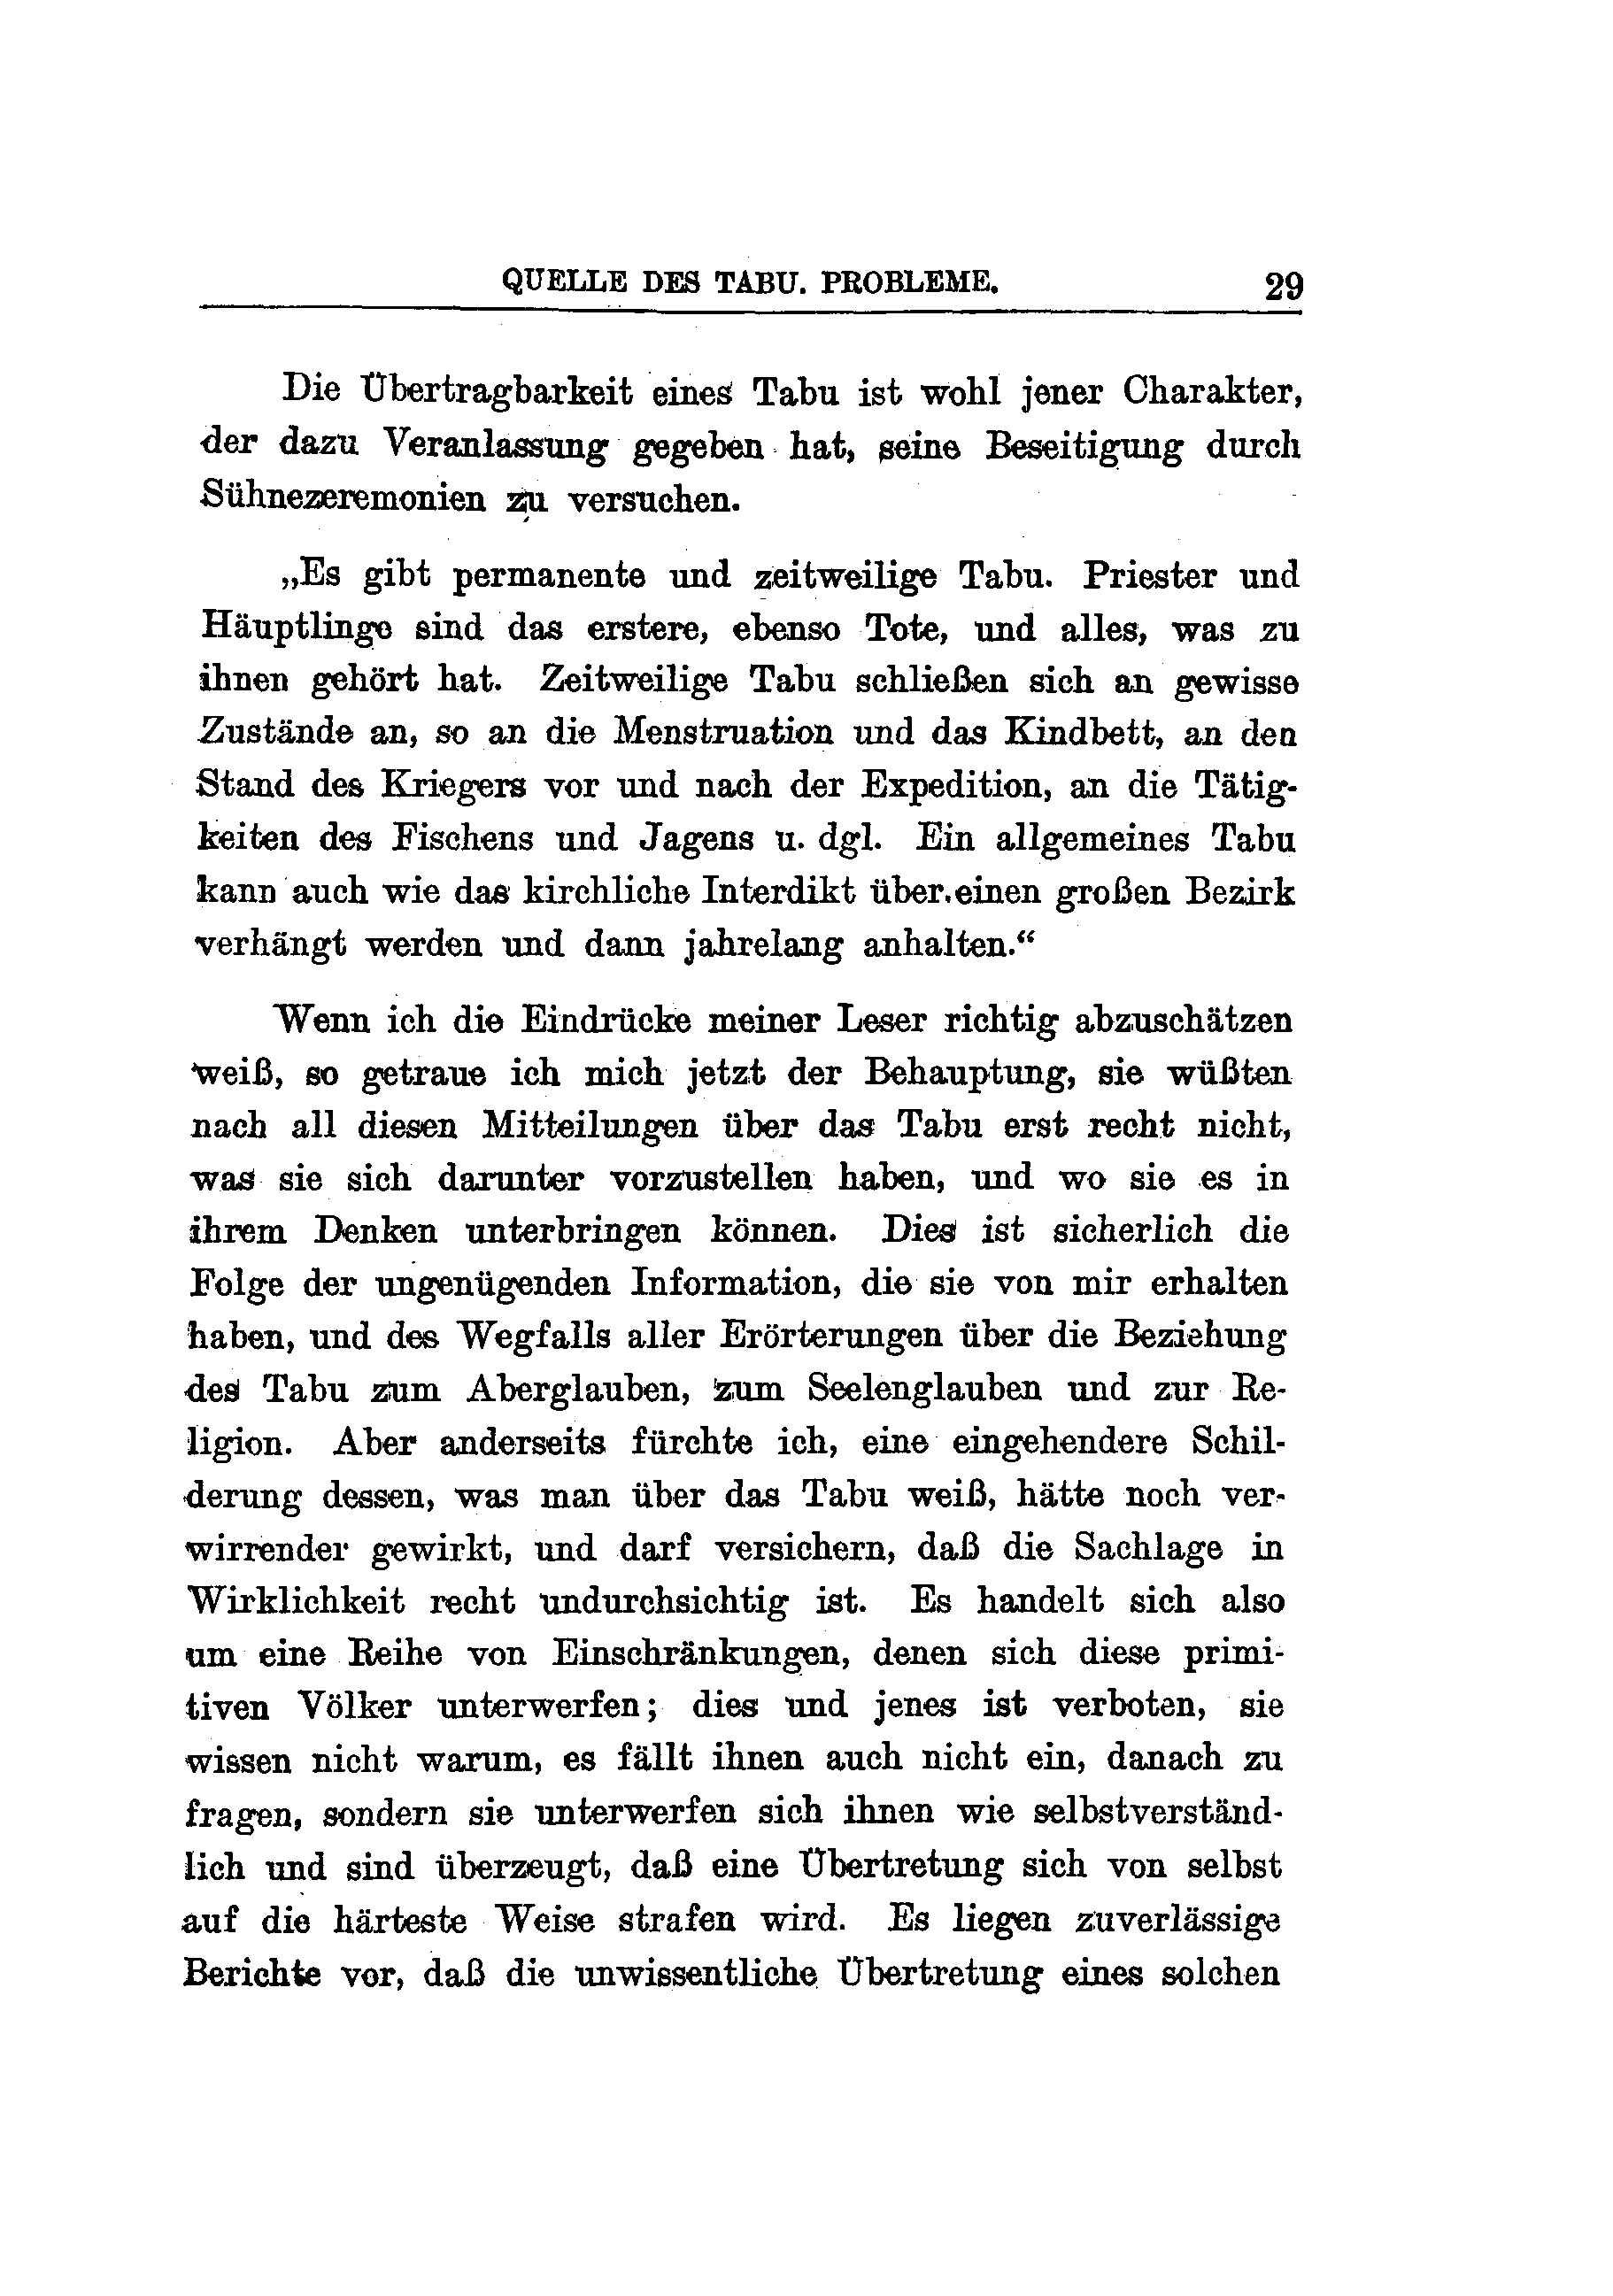 QUELLE DES TABU. PROBLEME. 29
Die Übertragbarkeit eines Tabu ist wohl jener Charakter,
der dazu Veranlassung gegeben hat, seine Beseitigung durch
Sühnezeremonien zu versuchen.
„Es gibt permanente und zeitweilige Tabu. Priester und
Häuptlinge sind das erstere, ebenso Tote, und alles, was zu
ihnen gehört hat. Zeitweilige Tabu schließen sich an gewisse
Zustände an, so an die Menstruation und das Kindbett, an den
Stand des Kriegers vor und nach der Expedition, an die Tätig-
keiten des Fischens und Jagens u. dgl. Ein allgemeines Tabu
kann auch wie das kirchliche Interdikt über einen großen Bezirk
verhängt werden und dann jahrelang anhalten.“
Wenn ich die Eindrücke meiner Leser richtig abzuschätzen
weiß, so getraue ich mich jetzt der Behauptung, sie wüßten
nach all diesen Mitteilungen über das Tabu erst recht nicht,
was sie sich darunter vorzustellen haben, und wo sie es in
ihrem Denken unterbringen können. Dies ist sicherlich die
Folge der ungenügenden Information, die sie von mir erhalten
haben, und des Wegfalls aller Erörterungen über die Beziehung
des Tabu zum Aberglauben, zum Seelenglauben und zur Re-
ligion. Aber anderseits fürchte ich, eine eingehendere Schil-
derung dessen, was man über das Tabu weiß, hätte noch ver-
wirrender gewirkt, und darf versichern, daß die Sachlage in
Wirklichkeit recht undurchsichtig ist. Es handelt sich also
um eine Reihe von Einschränkungen, denen sich diese primi-
tiven Völker unterwerfen; dies und jenes ist verboten, sie
wissen nicht warum, es fällt ihnen auch nicht ein, danach zu
fragen, sondern sie unterwerfen sich ihnen wie selbstverständ-
lich und sind überzeugt, daß eine Übertretung sich von selbst
auf die härteste Weise strafen wird. Es liegen zuverlässige
Berichte vor, daß die unwissentliche Übertretung eines solchen